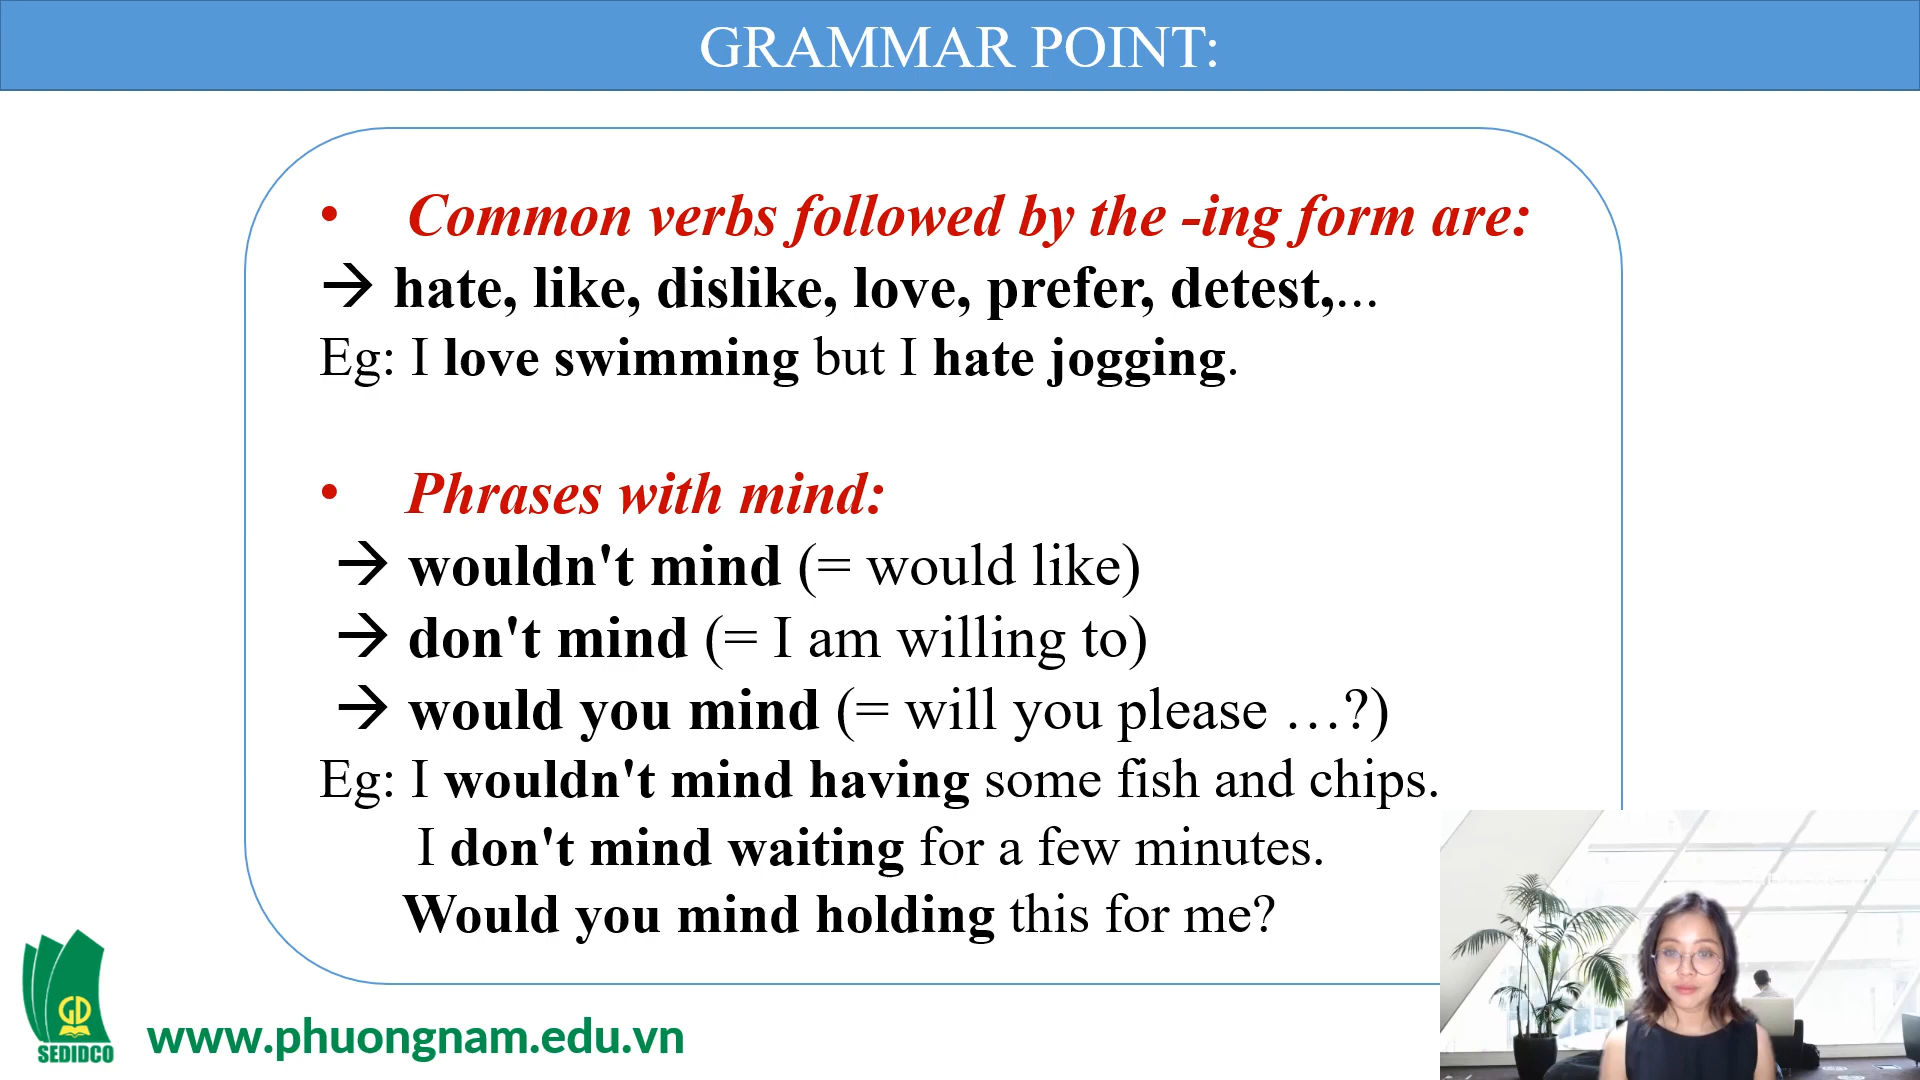 GRAMMAR POINT:
• Common verbs followed by the -ing form are:
→ hate, like, dislike, love, prefer, detest,...
Eg: I love swimming but I hate jogging.
• Phrases with mind:
→ wouldn't mind (= would like)
→ don't mind (= I am willing to)
→ would you mind (= will you please …?)
Eg: I wouldn't mind having some fish and chips.
I don't mind waiting for a few minutes.
Would you mind holding this for me?
GD
SEDIDCO
www.phuongnam.edu.vn